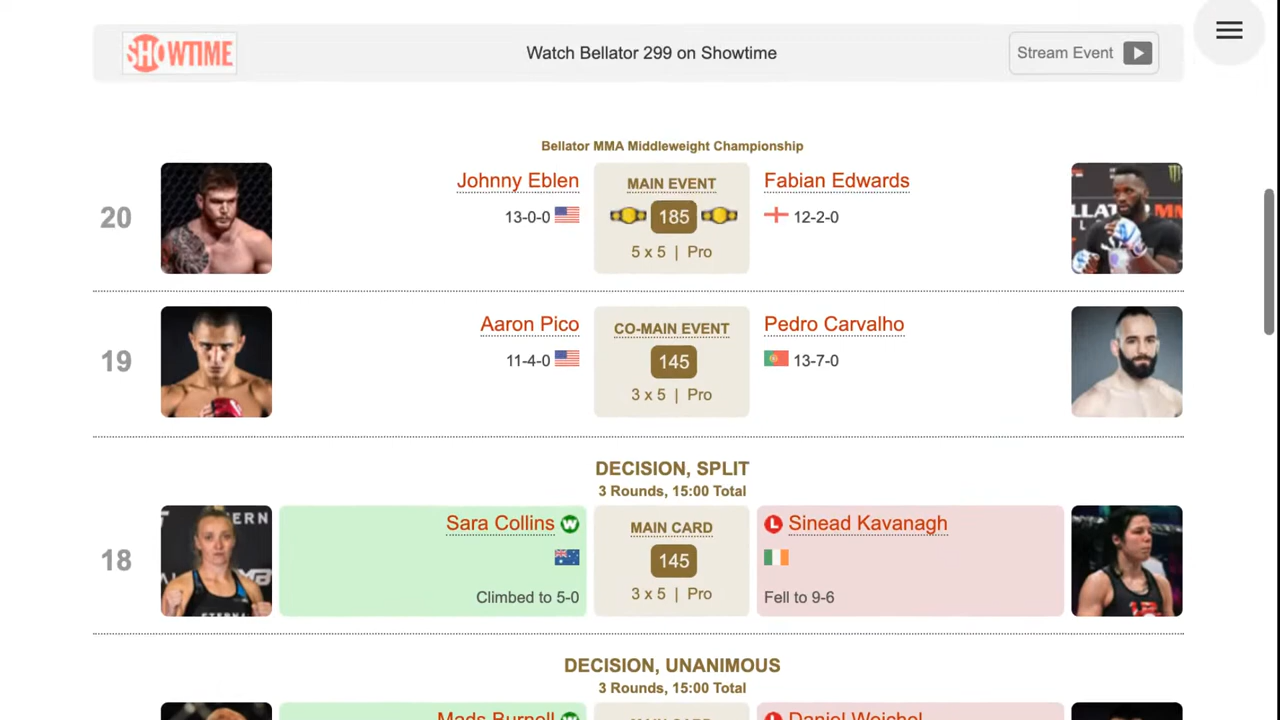 SHOWTIME
Watch Bellator 299 on Showtime
Stream Event
Bellator MMA Middleweight Championship
20
Johnny Eblen
13-0-0
MAIN EVENT
185
5 x 5 | Pro
Fabian Edwards
12-2-0
19
Aaron Pico
11-4-0
CO-MAIN EVENT
145
3 x 5 | Pro
Pedro Carvalho
13-7-0
DECISION, SPLIT
3 Rounds, 15:00 Total
18
Sara Collins W
Climbed to 5-0
MAIN CARD
145
3 x 5 | Pro
L Sinead Kavanagh
Fell to 9-6
DECISION, UNANIMOUS
3 Rounds, 15:00 Total
Mads Burnell
Daniel Weichel